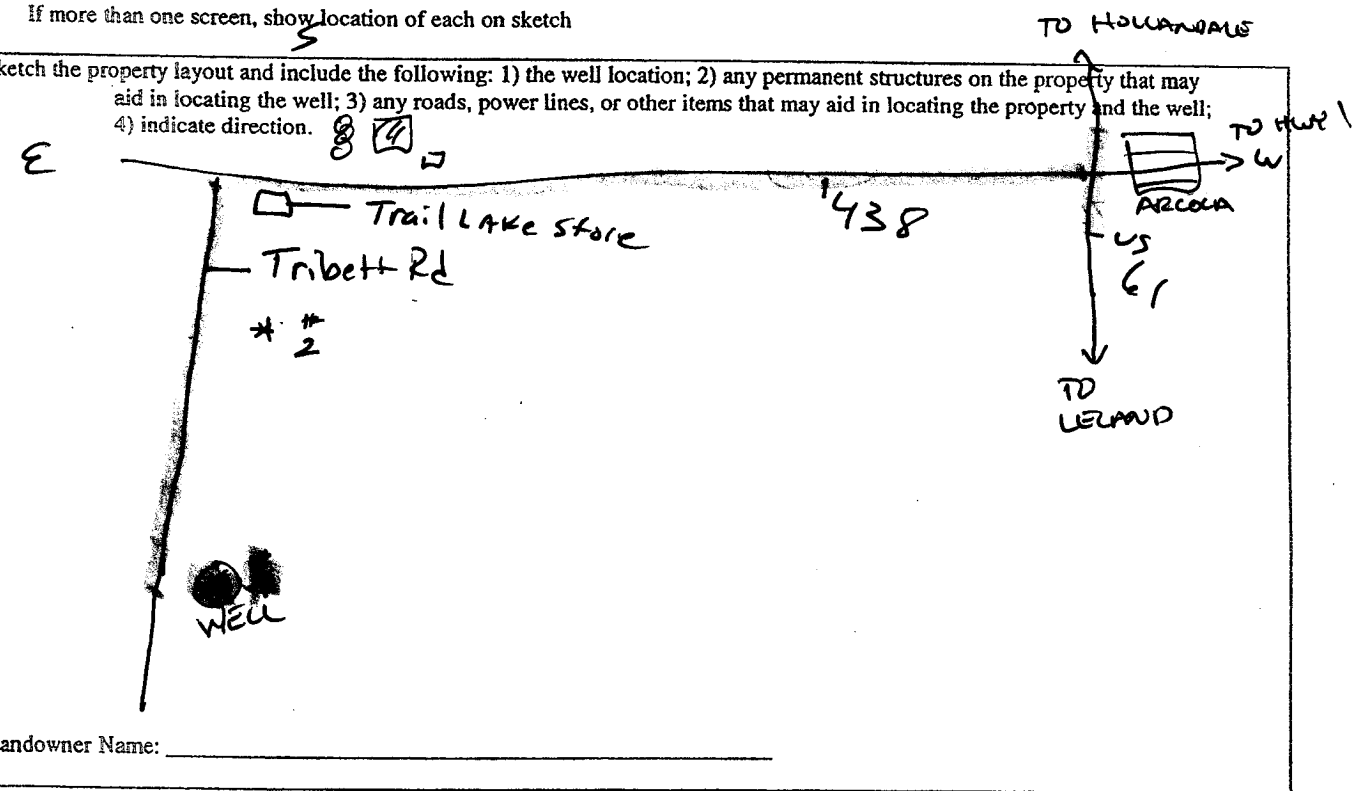 If more than one screen, show location of each on sketch
TO HOLLANDALE
S
ketch the property layout and include the following: 1) the well location; 2) any permanent structures on the property that may
aid in locating the well; 3) any roads, power lines, or other items that may aid in locating the property and the well;
4) indicate direction.
TO HWY 1
E
W
ARCOLA
Trail Lake Store
438
US
61
Tribett Rd
* #
2
TO
LELAND
WELL
andowner Name: